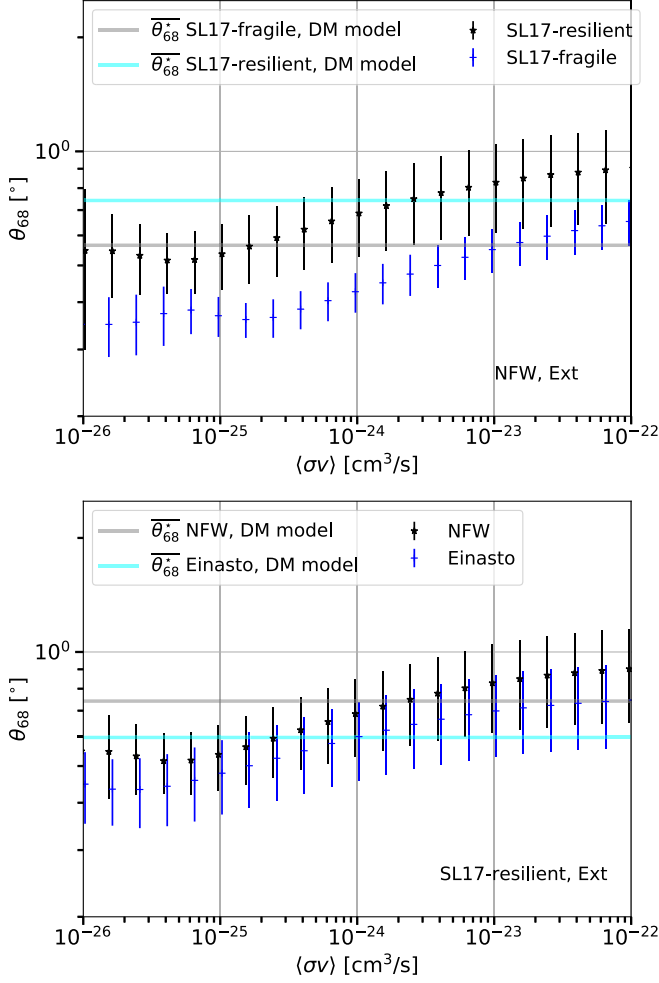 θ⋆68 SL17-fragile, DM model
θ⋆68 SL17-resilient, DM model
SL17-resilient
SL17-fragile
10⁰
θ68 [°]
NFW, Ext
10⁻²⁶ 10⁻²⁵ 10⁻²⁴ 10⁻²³ 10⁻²²
⟨σv⟩ [cm³/s]
θ⋆68 NFW, DM model
θ⋆68 Einasto, DM model
NFW
Einasto
10⁰
θ68 [°]
SL17-resilient, Ext
10⁻²⁶ 10⁻²⁵ 10⁻²⁴ 10⁻²³ 10⁻²²
⟨σv⟩ [cm³/s]